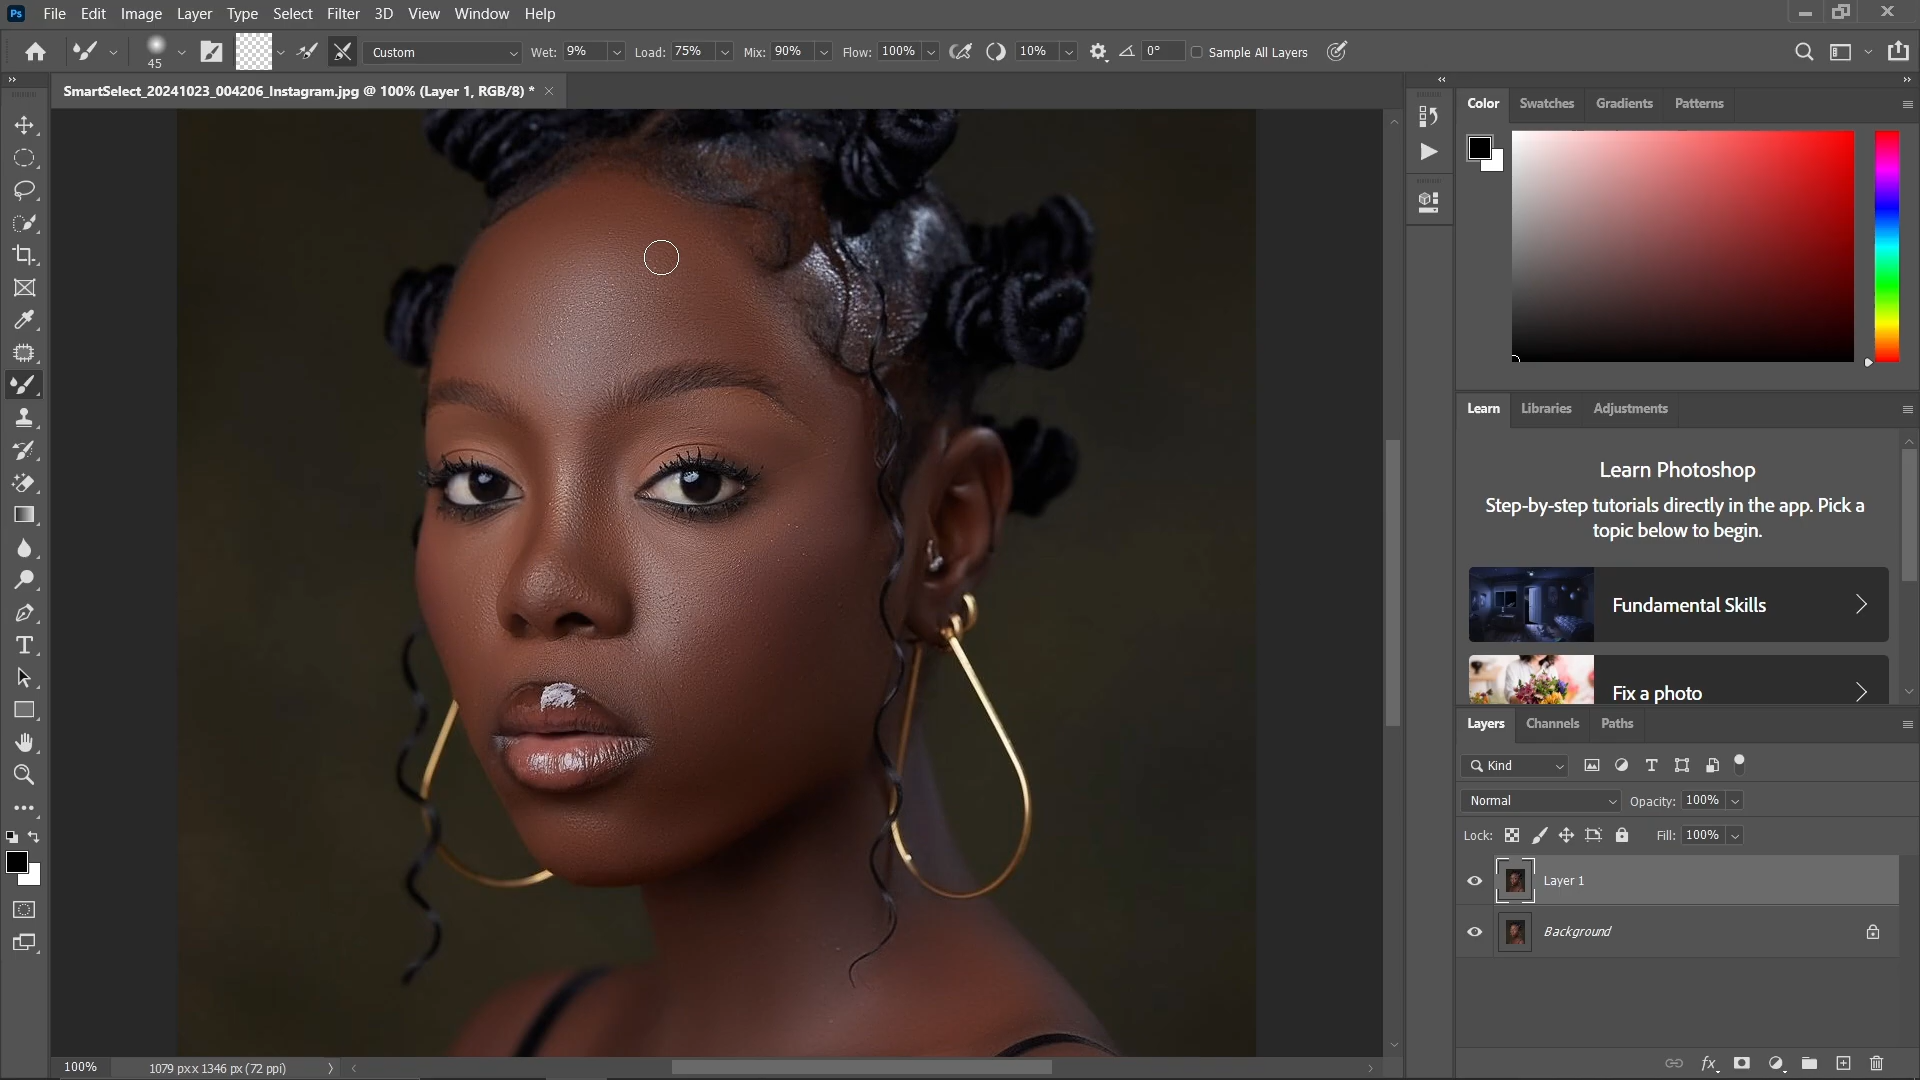 Ps File Edit Image Layer Type Select Filter 3D View Window Help
45 Custom Wet: 9% Load: 75% Mix: 90% Flow: 100% 10% 0° Sample All Layers
SmartSelect_20241023_004206_Instagram.jpg @ 100% (Layer 1, RGB/8) *
Color Swatches Gradients Patterns
Learn Libraries Adjustments
Learn Photoshop
Step-by-step tutorials directly in the app. Pick a
topic below to begin.
Fundamental Skills
Fix a photo
Layers Channels Paths
Kind
Normal Opacity: 100%
Lock: Fill: 100%
Layer 1
Background
fx
100% 1079 px x 1346 px (72 ppi)